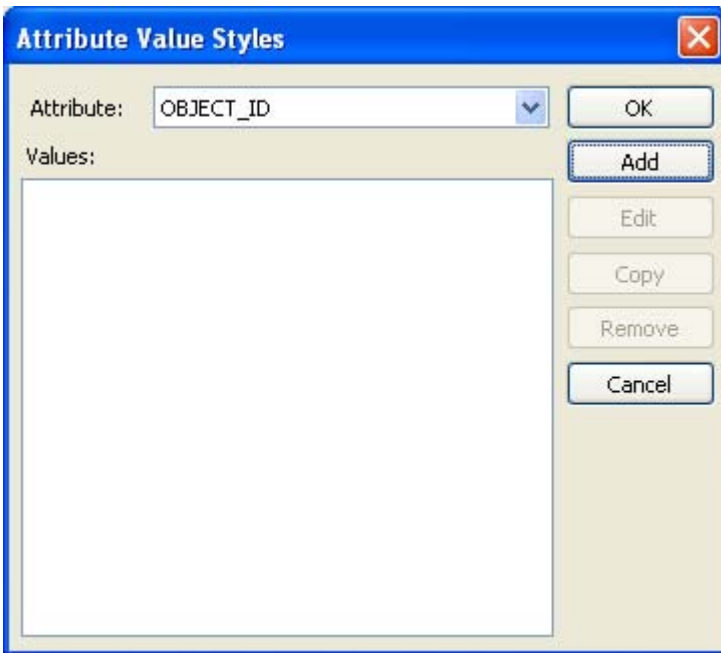 Attribute Value Styles
Attribute: OBJECT_ID
OK
Values:
Add
Edit
Copy
Remove
Cancel